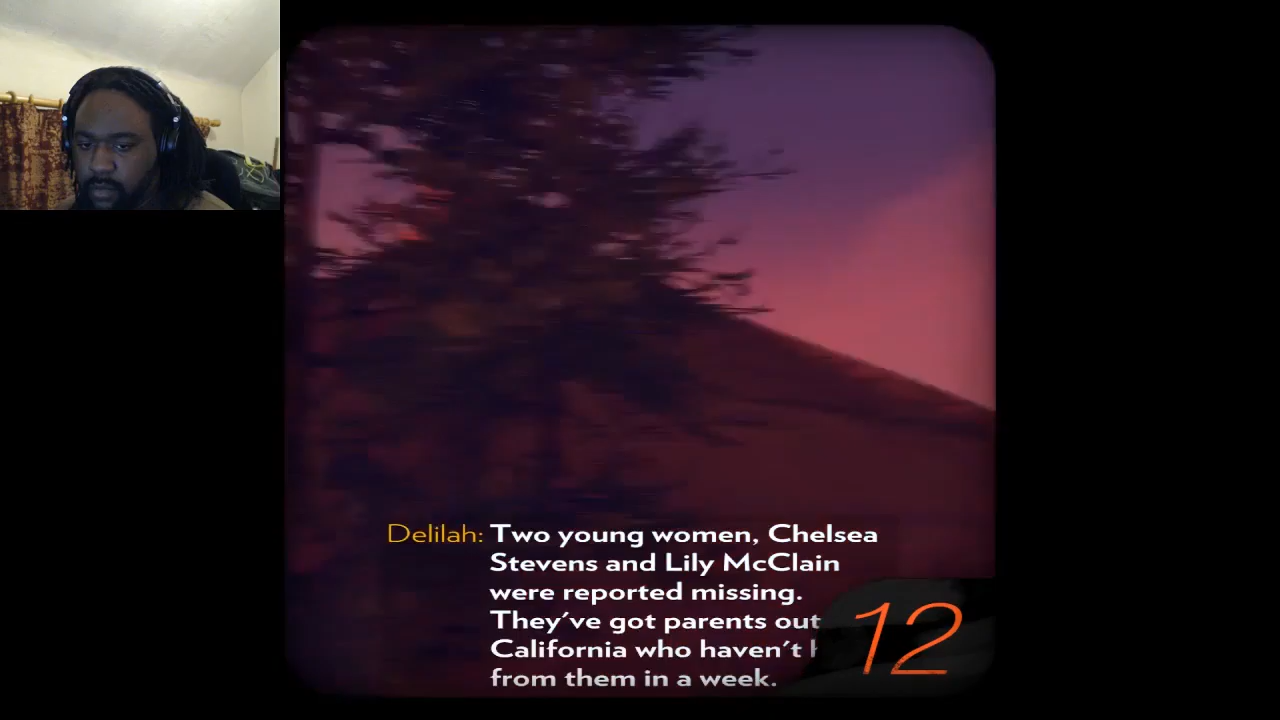 Delilah: Two young women, Chelsea
Stevens and Lily McClain
were reported missing.
They've got parents out
California who haven't
from them in a week.
12